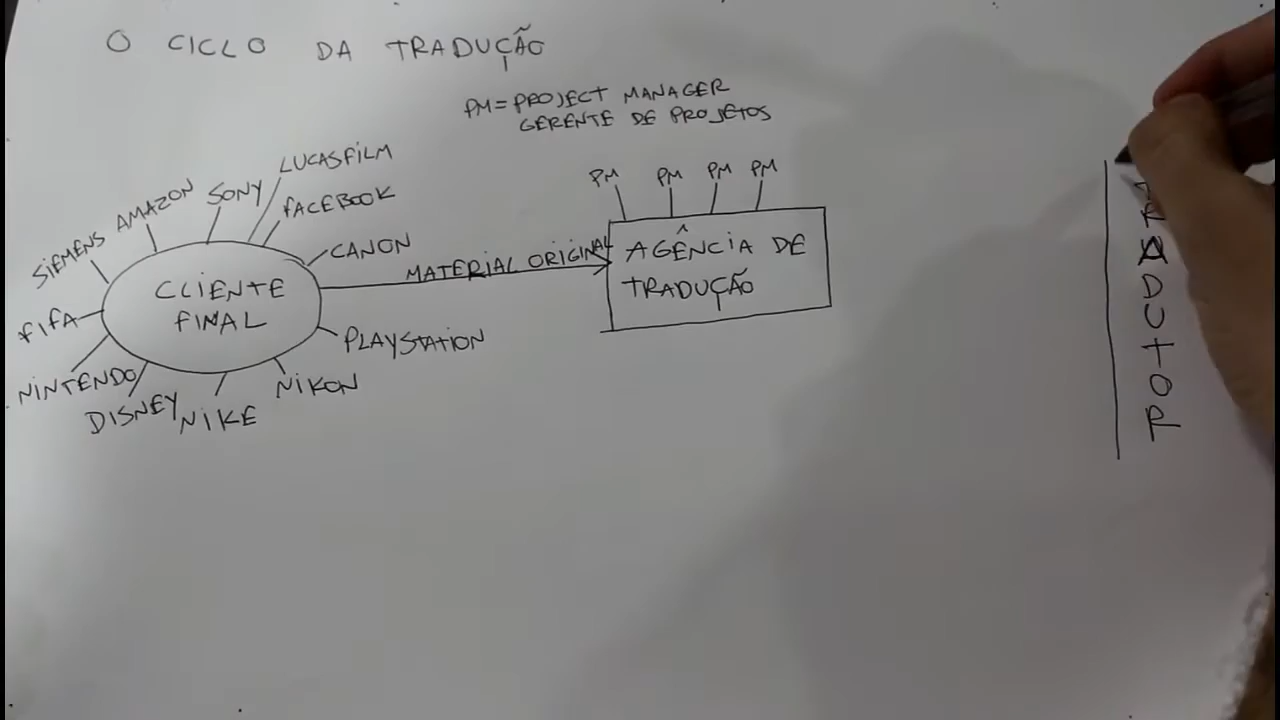 O CICLO DA TRADUÇÃO
PM = PROJECT MANAGER
GERENTE DE PROJETOS
LUCASFILM
SONY
AMAZON
FACEBOOK
SIEMENS
CANON
FIFA
CLIENTE
FINAL
PLAYSTATION
NINTENDO
NIKON
DISNEY
NIKE
MATERIAL ORIGINAL
PM PM PM PM
AGÊNCIA DE
TRADUÇÃO